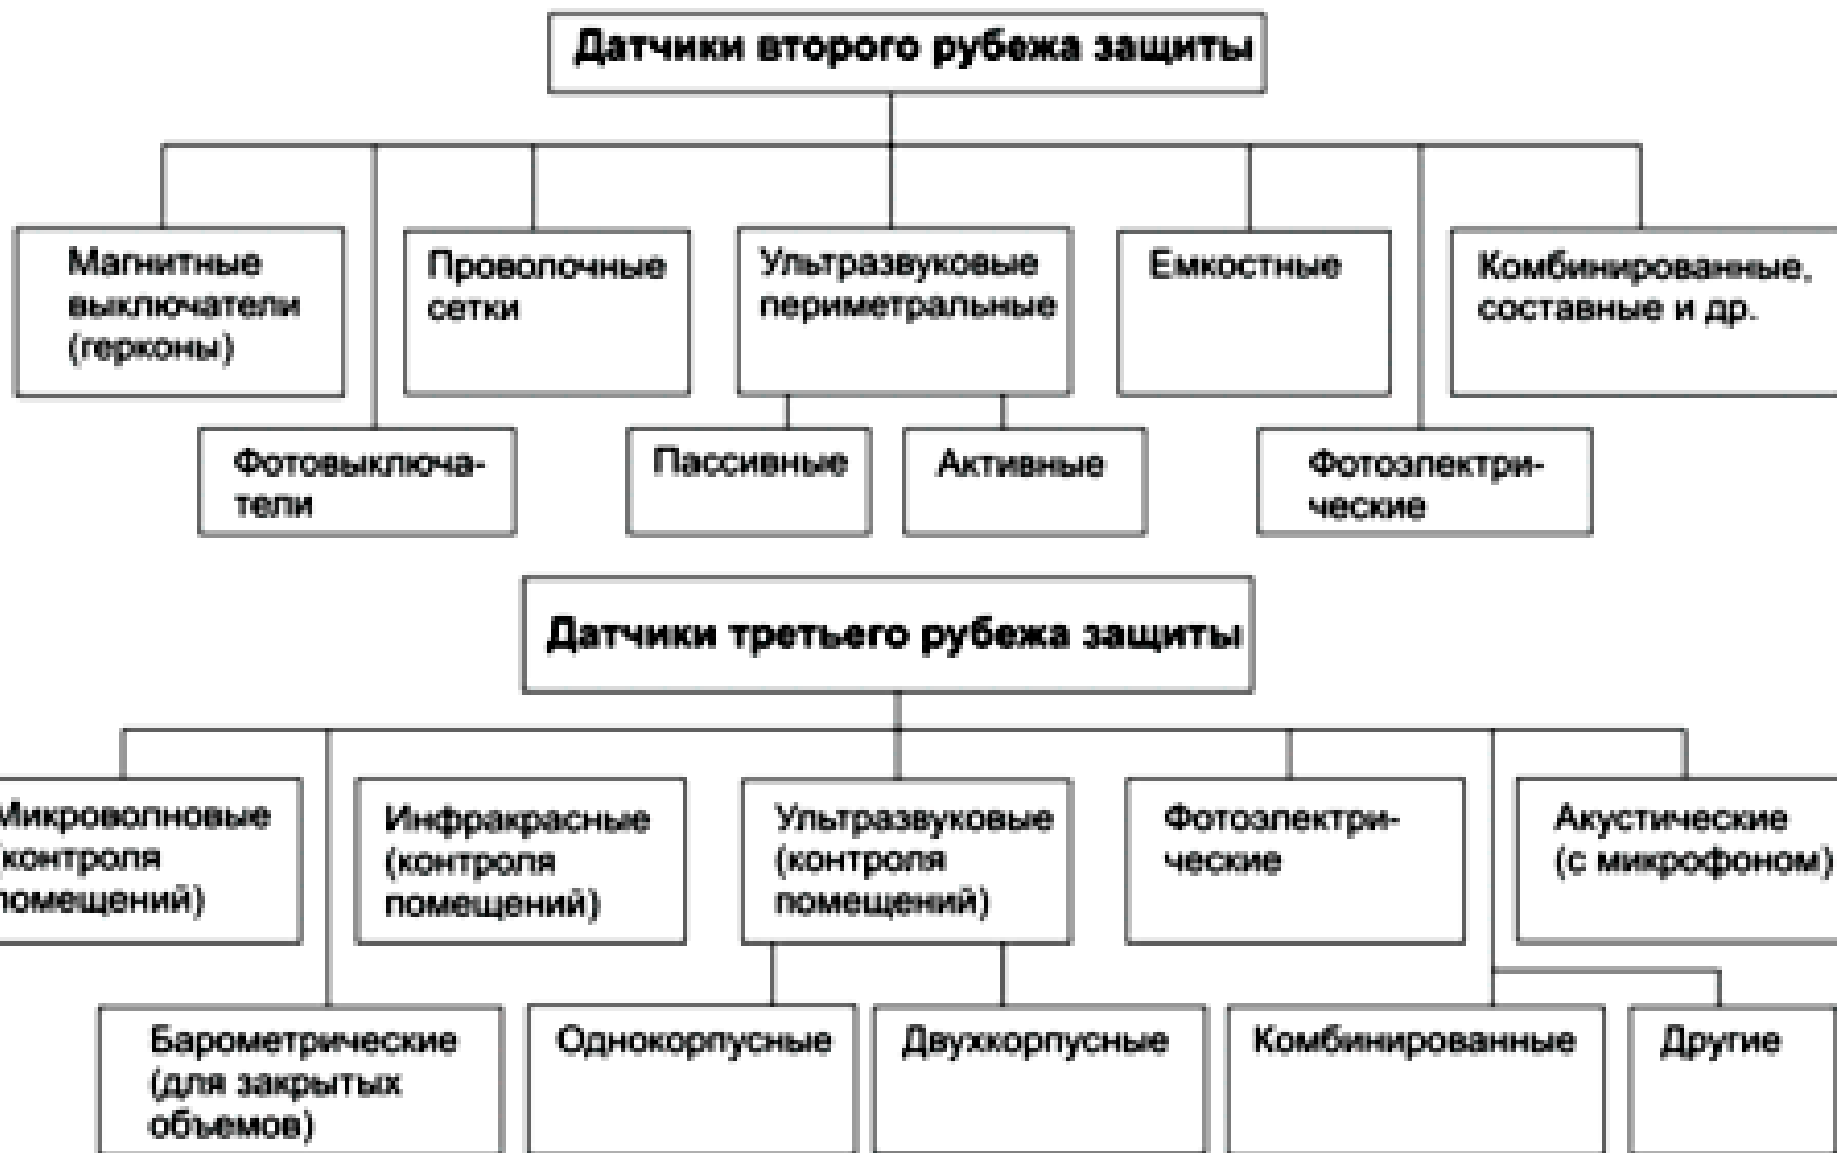 Датчики второго рубежа защиты
Магнитные
выключатели
(герконы)
Проволочные
сетки
Ультразвуковые
периметральные
Емкостные
Комбинированные,
составные и др.
Фотовыключа-
тели
Пассивные
Активные
Фотоэлектри-
ческие
Датчики третьего рубежа защиты
Микроволновые
(контроля
помещений)
Инфракрасные
(контроля
помещений)
Ультразвуковые
(контроля
помещений)
Фотоэлектри-
ческие
Акустические
(с микрофоном)
Барометрические
(для закрытых
объемов)
Однокорпусные
Двухкорпусные
Комбинированные
Другие